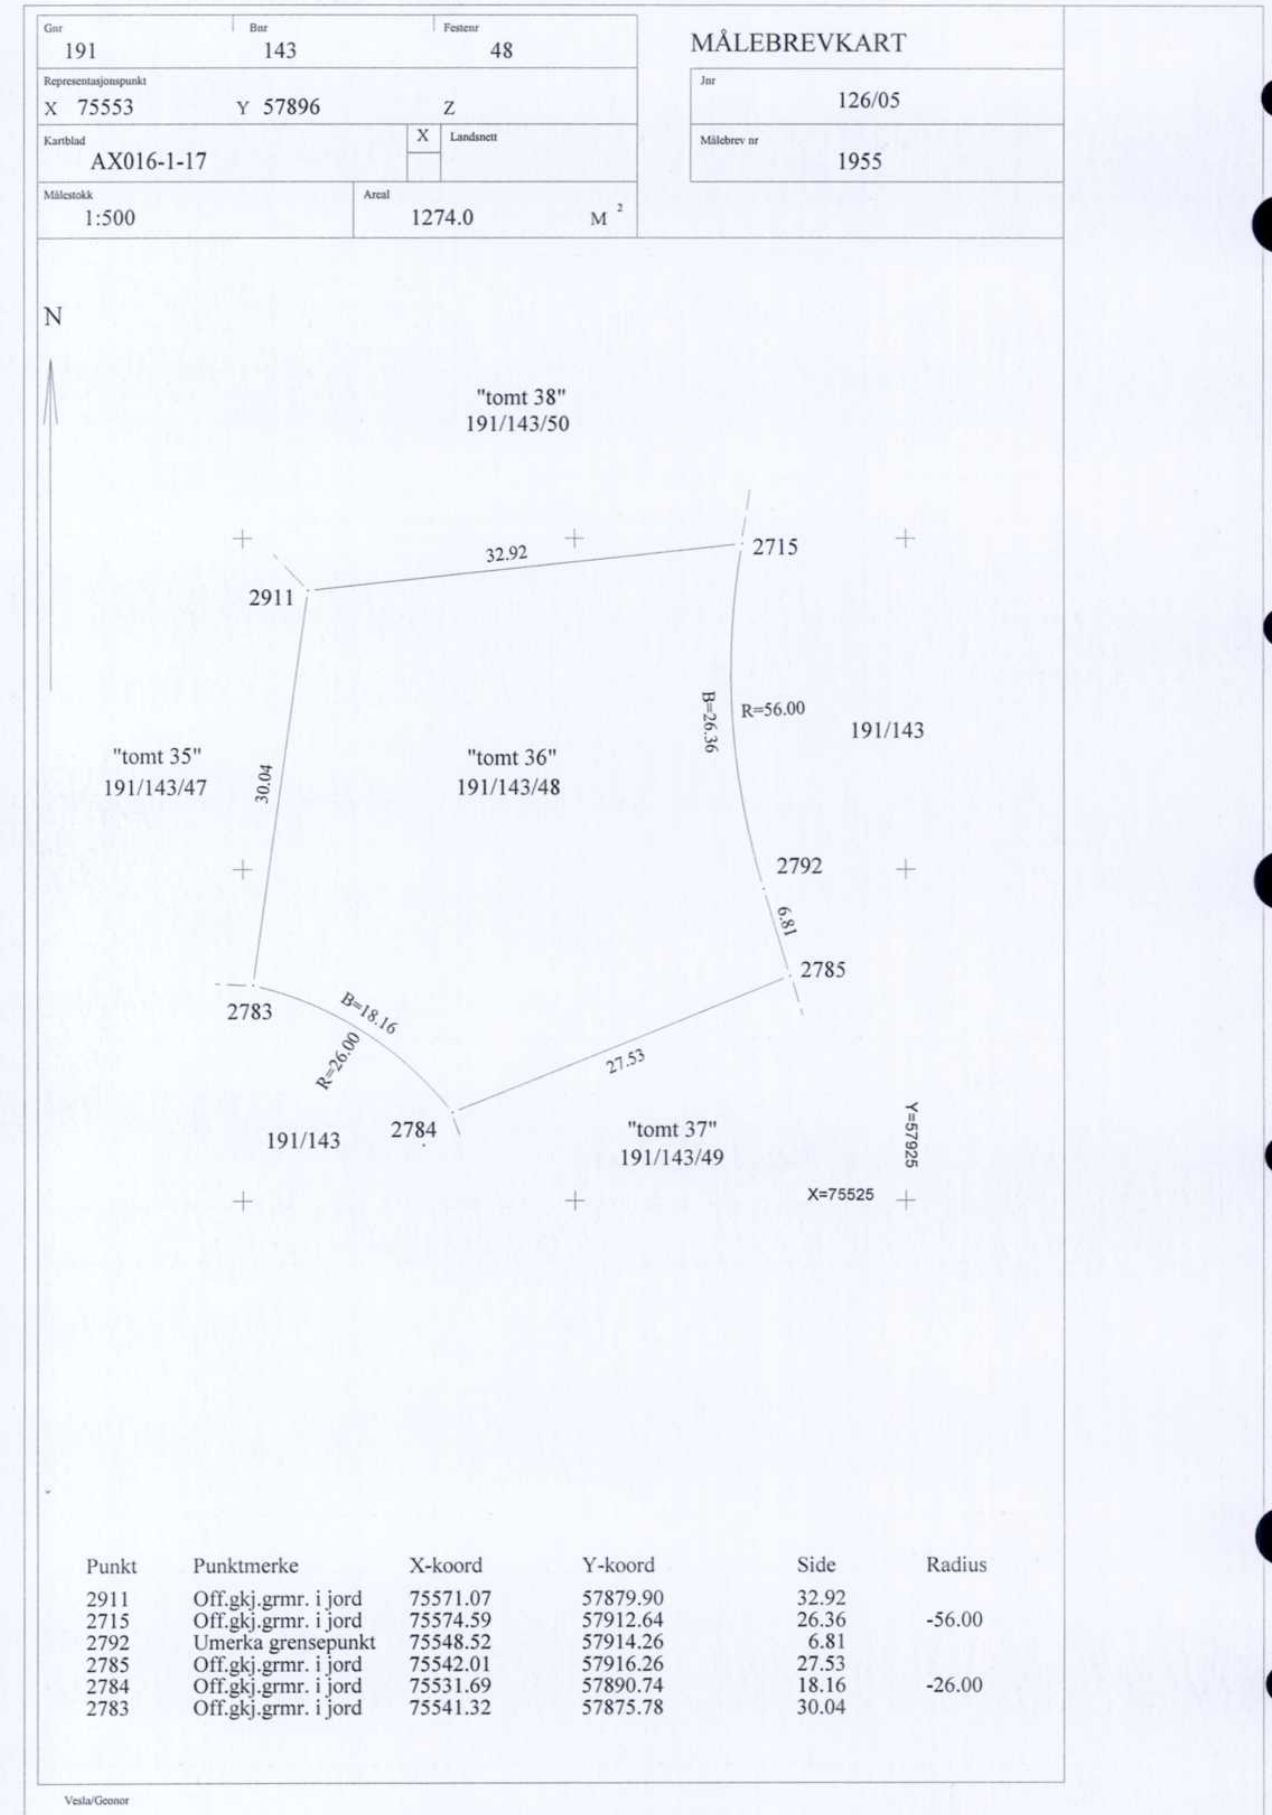 Gnr Bnr Festenr
191 143 48
MÅLEBREVKART
Representasjonspunkt
X 75553 Y 57896 Z
Jnr
126/05
Kartblad
AX016-1-17
X Landsnett
Målebrev nr
1955
Målestokk
1:500
Areal
1274.0 M 2
N
"tomt 38"
191/143/50
2715
32.92
2911
B=26.36
R=56.00
191/143
"tomt 35"
191/143/47
30.04
"tomt 36"
191/143/48
2792
6.81
2785
2783
B=18.16
R=26.00
27.53
191/143
2784
"tomt 37"
191/143/49
Y=57925
X=75525
Punkt Punktmerke X-koord Y-koord Side Radius
2911 Off.gkj.grmr. i jord 75571.07 57879.90 32.92
2715 Off.gkj.grmr. i jord 75574.59 57912.64 26.36 -56.00
2792 Umerka grensepunkt 75548.52 57914.26 6.81
2785 Off.gkj.grmr. i jord 75542.01 57916.26 27.53
2784 Off.gkj.grmr. i jord 75531.69 57890.74 18.16 -26.00
2783 Off.gkj.grmr. i jord 75541.32 57875.78 30.04
Vesla/Geonor